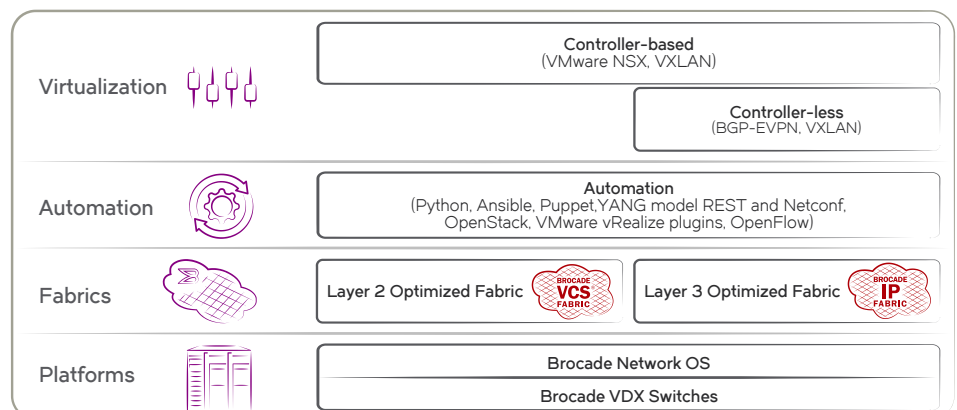 Virtualization
Controller-based
(VMware NSX, VXLAN)
Controller-less
(BGP-EVPN, VXLAN)
Automation
Automation
(Python, Ansible, Puppet,YANG model REST and Netconf,
OpenStack, VMware vRealize plugins, OpenFlow)
Fabrics
Layer 2 Optimized Fabric
BROCADE
VCS
FABRIC
Layer 3 Optimized Fabric
BROCADE
IP
FABRIC
Platforms
Brocade Network OS
Brocade VDX Switches